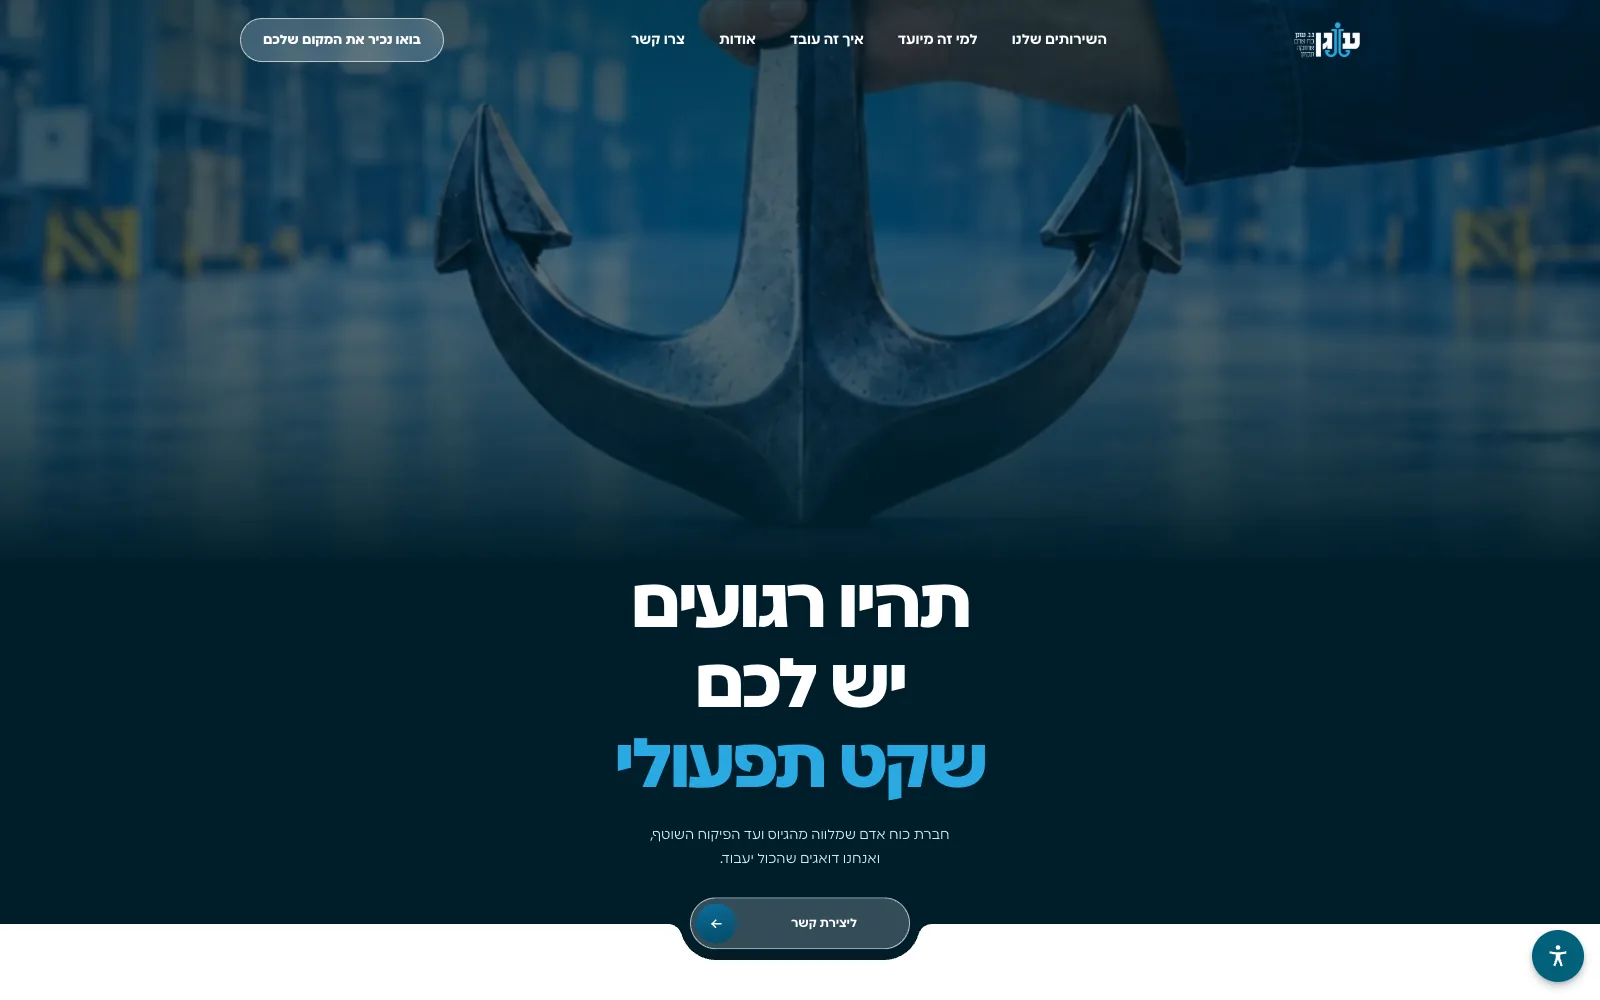 עוגן
השירותים שלנו
למי זה מיועד
איך זה עובד
אודות
צרו קשר
בואו נכיר את המקום שלכם
תהיו רגועים
יש לכם
שקט תפעולי
חברת כוח אדם שמלווה מהגיוס ועד הפיקוח השוטף,
ואנחנו דואגים שהכול יעבוד.
ליצירת קשר